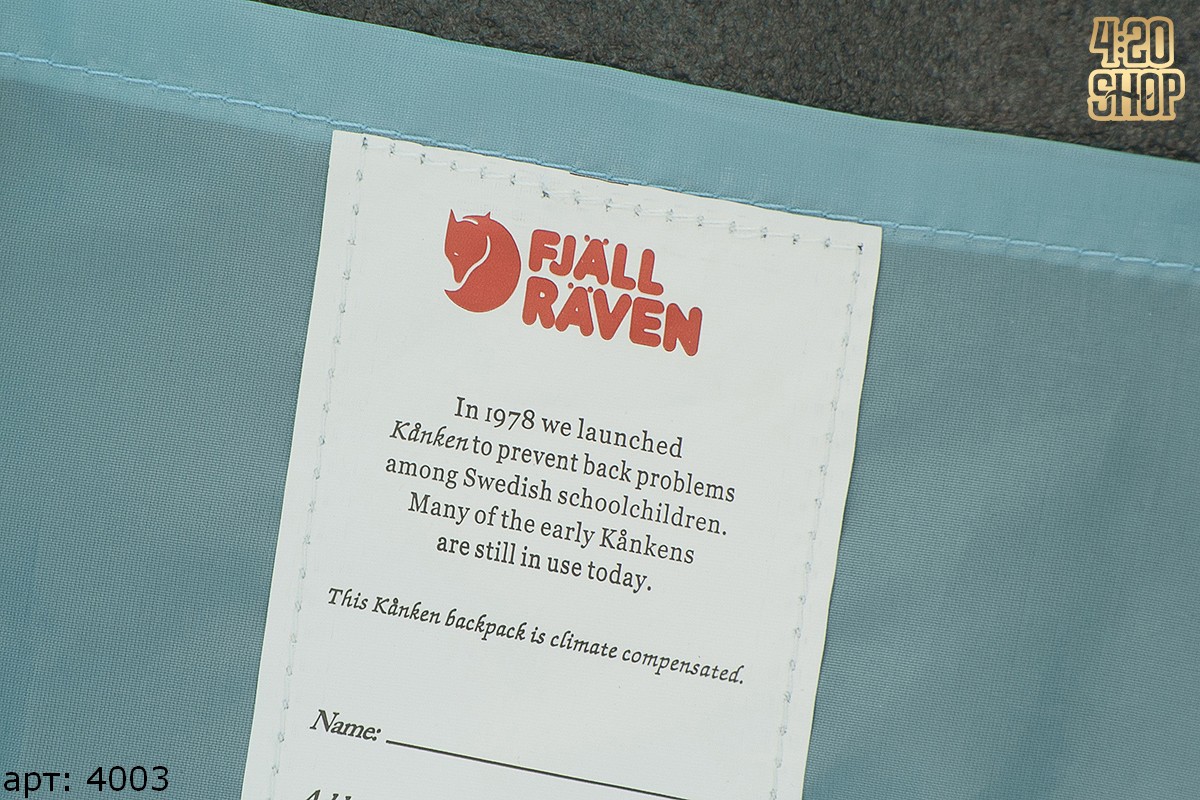 4:20
SHOP
FJÄLL
RÄVEN
In 1978 we launched
Kånken to prevent back problems
among Swedish schoolchildren.
Many of the early Kånkens
are still in use today.
This Kånken backpack is climate compensated.
Name:
арт: 4003